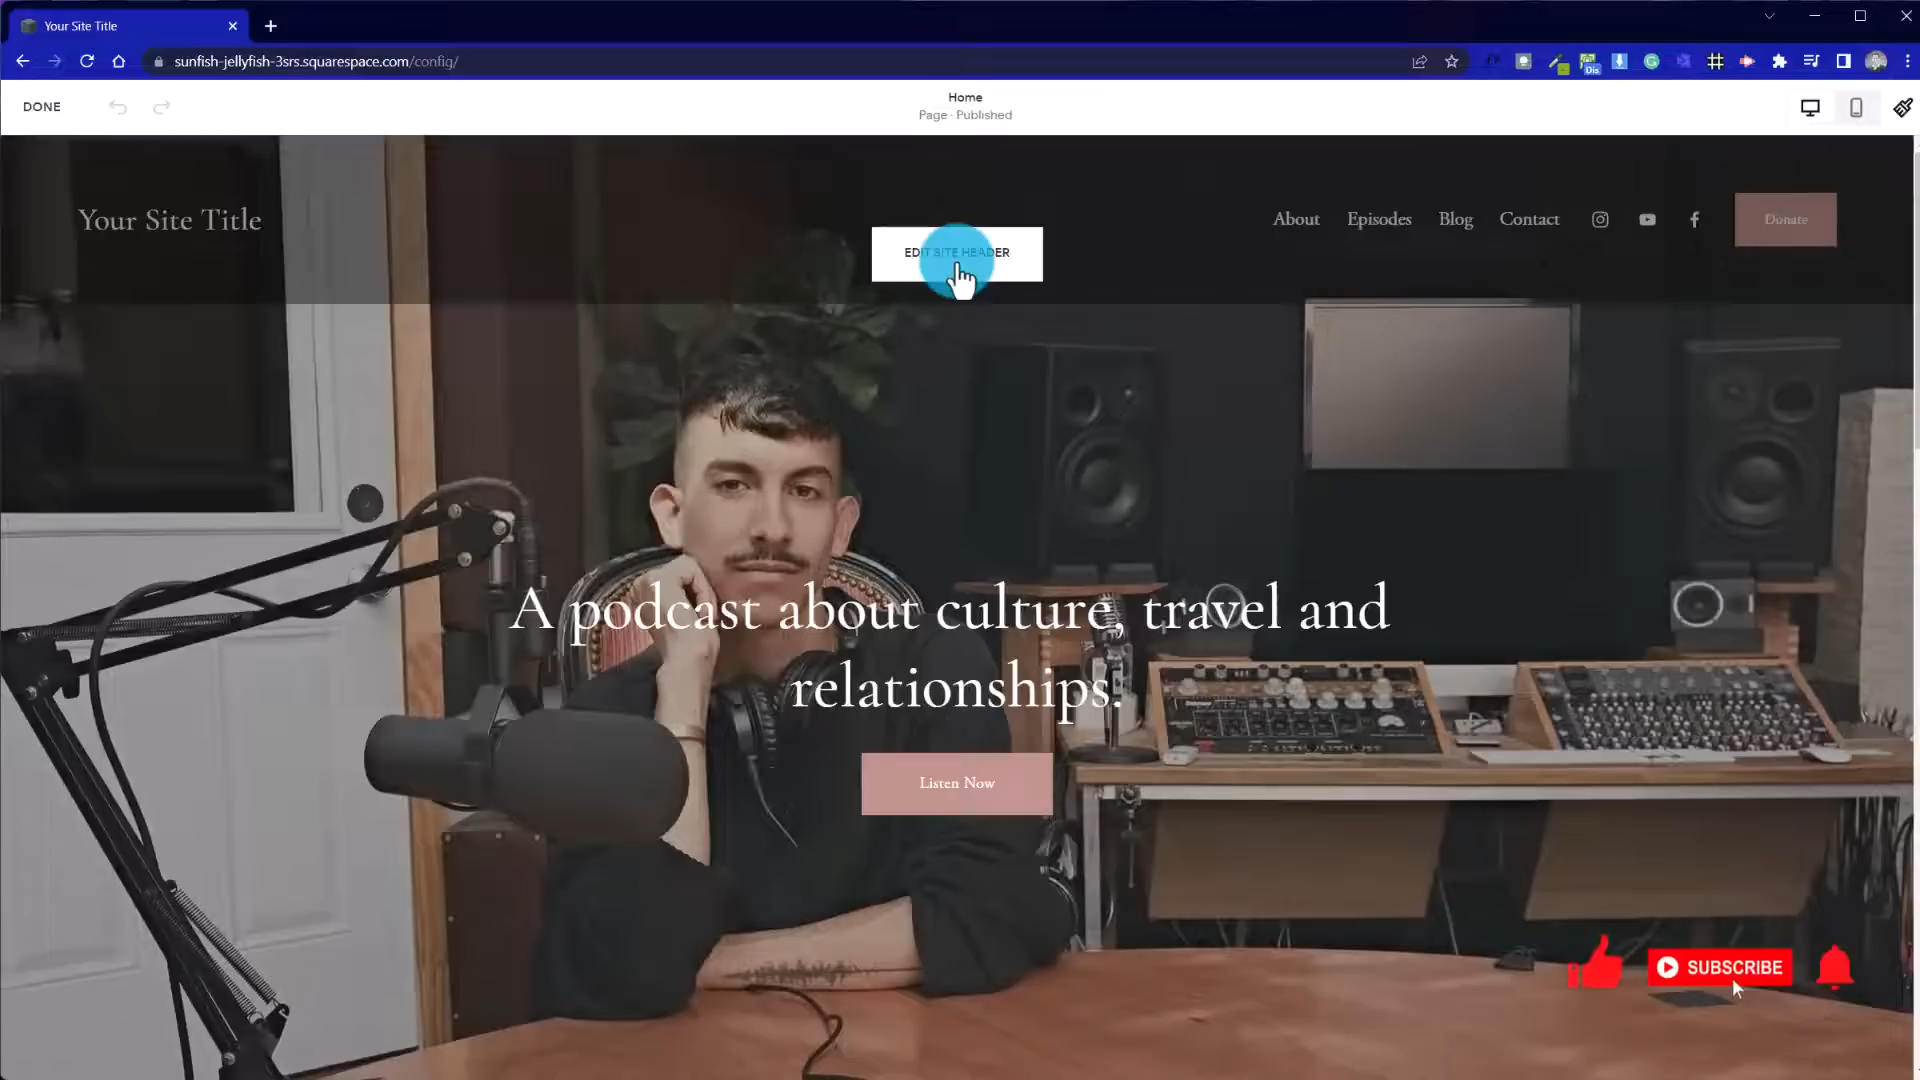 Your Site Title
sunfish-jellyfish-3srs.squarespace.com/config/
Dis
DONE
Home
Page · Published
Your Site Title
EDIT SITE HEADER
About
Episodes
Blog
Contact
Donate
A podcast about culture, travel and
relationships.
Listen Now
SUBSCRIBE